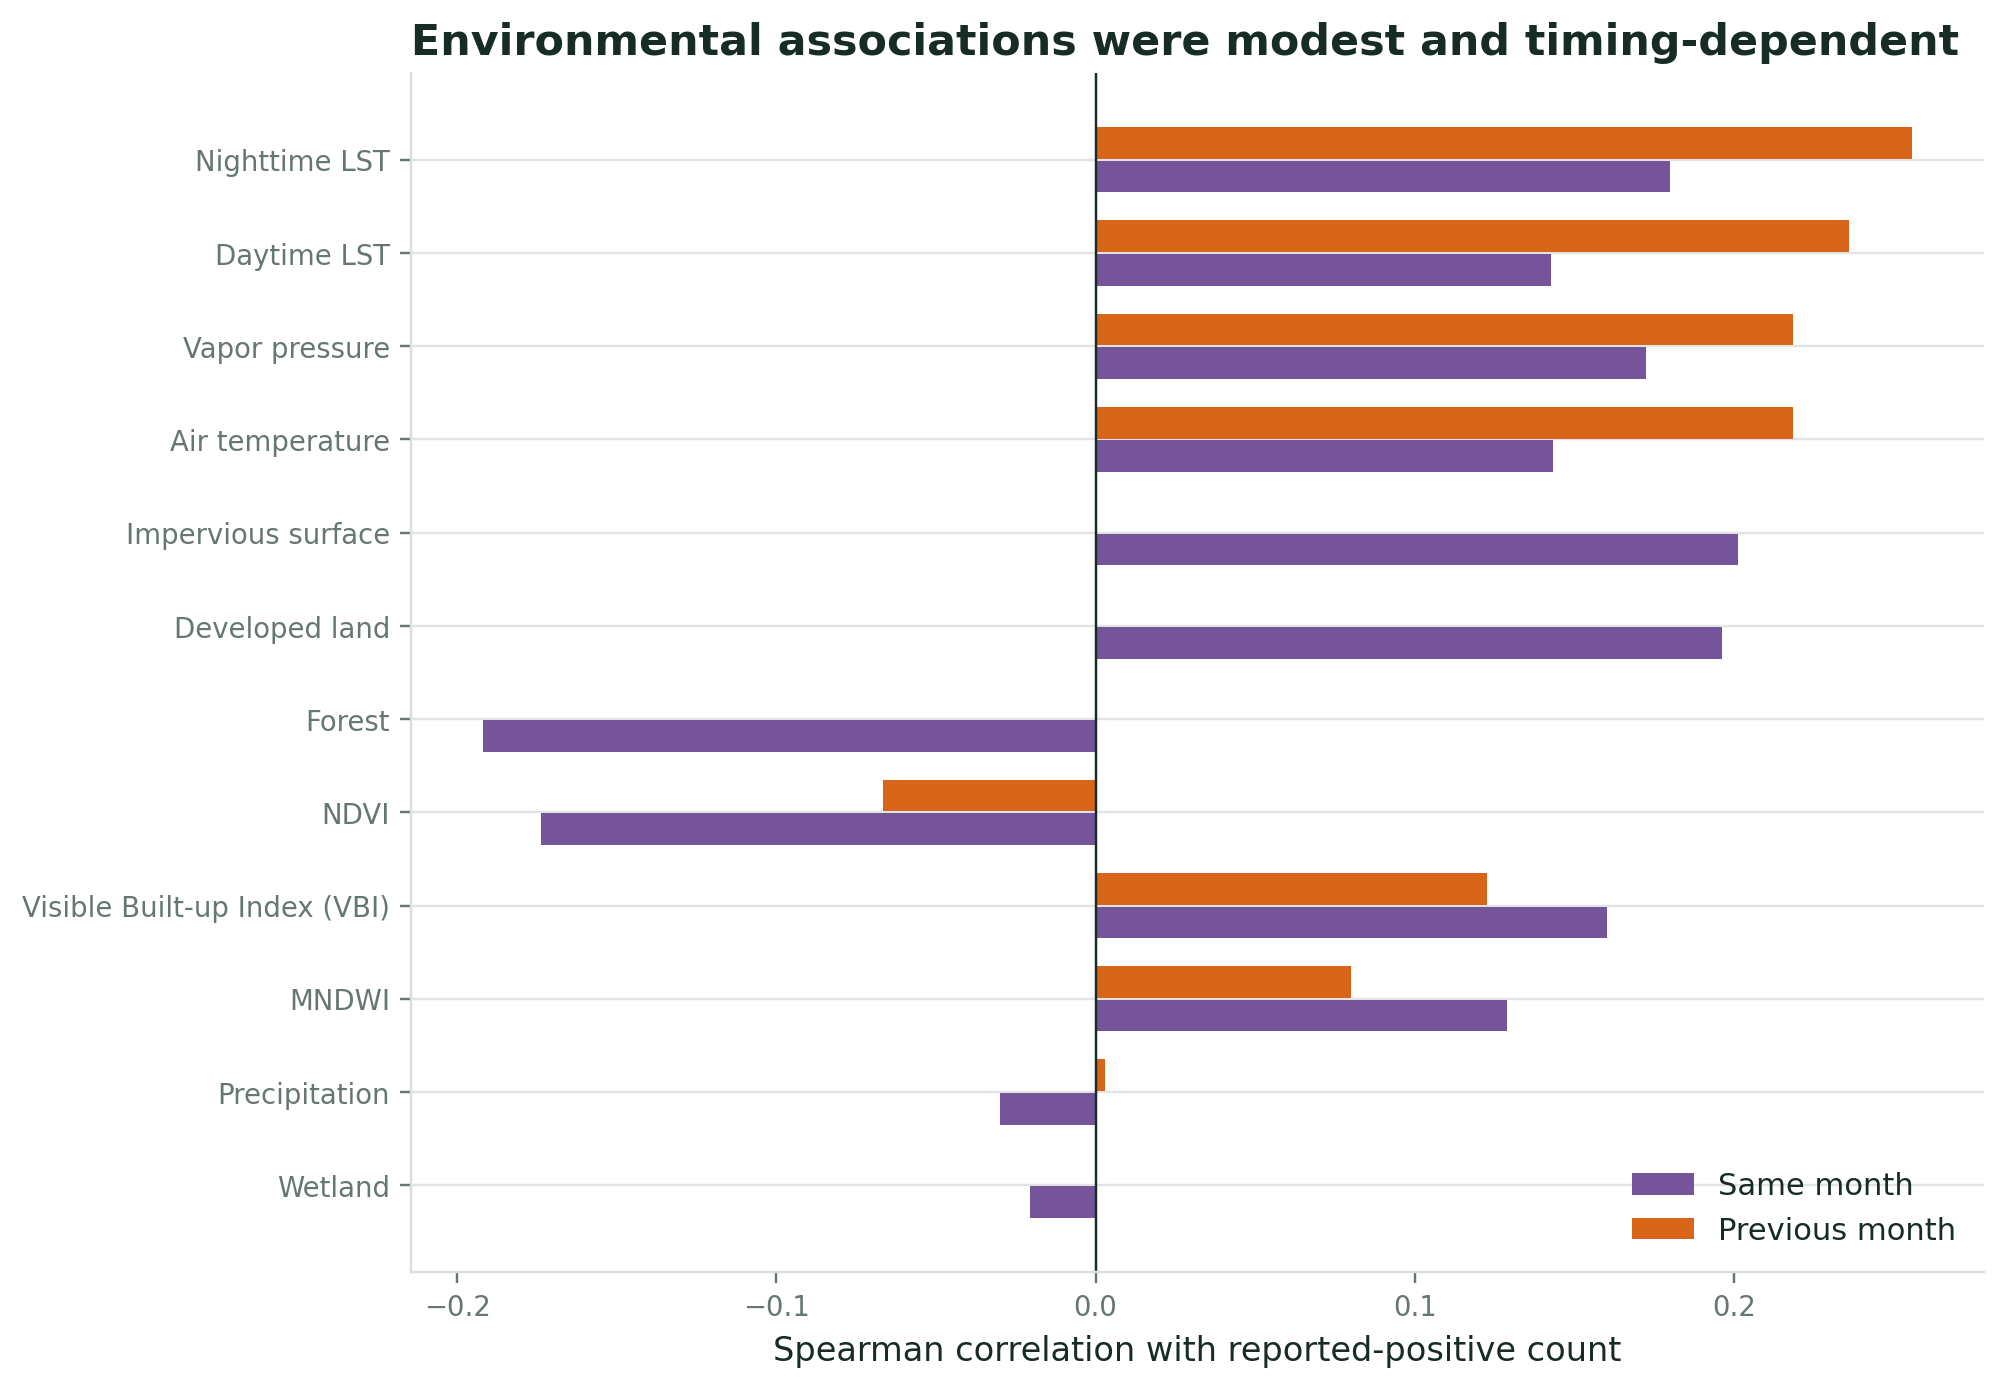 Environmental associations were modest and timing-dependent
Nighttime LST
Daytime LST
Vapor pressure
Air temperature
Impervious surface
Developed land
Forest
NDVI
Visible Built-up Index (VBI)
MNDWI
Precipitation
Wetland
Same month
Previous month
−0.2 −0.1 0.0 0.1 0.2
Spearman correlation with reported-positive count